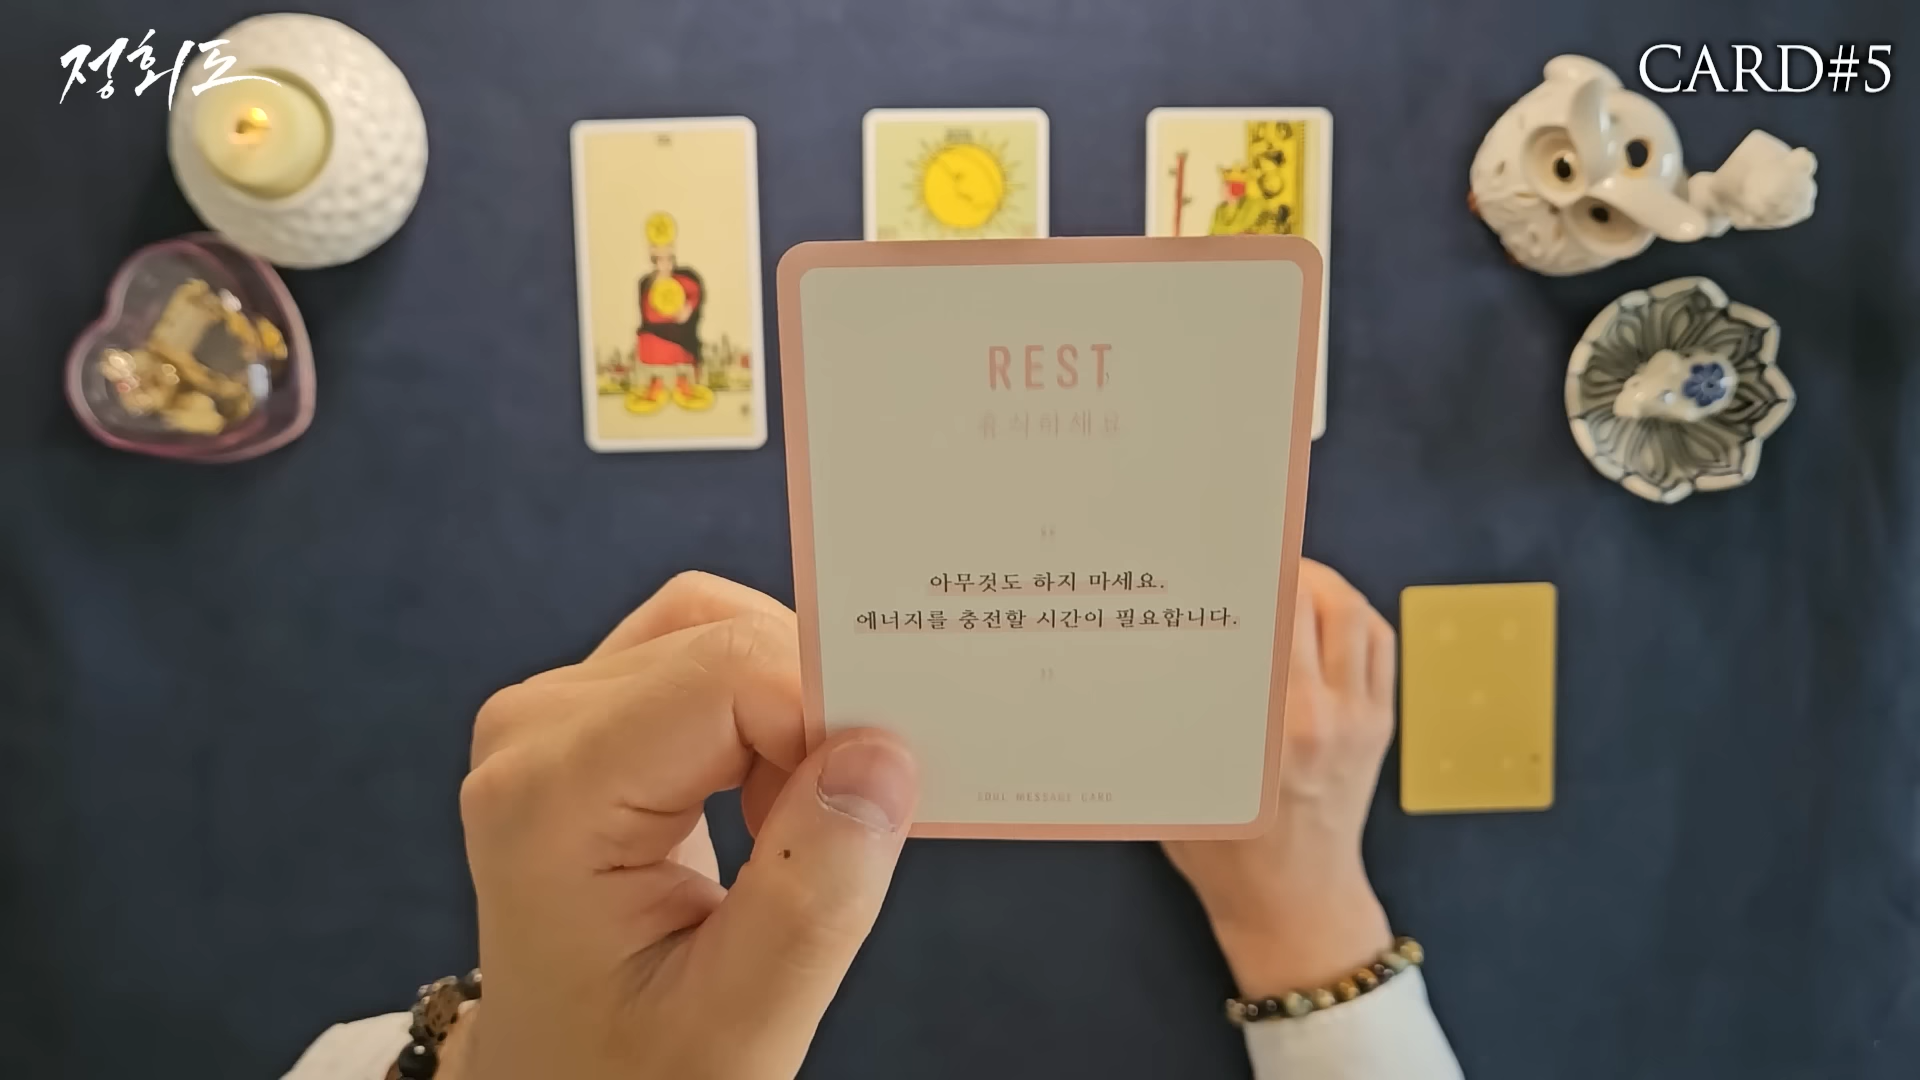 정회도
CARD#5
REST
휴식하세요
"
아무것도 하지 마세요.
에너지를 충전할 시간이 필요합니다.
"
SOUL MESSAGE CARD